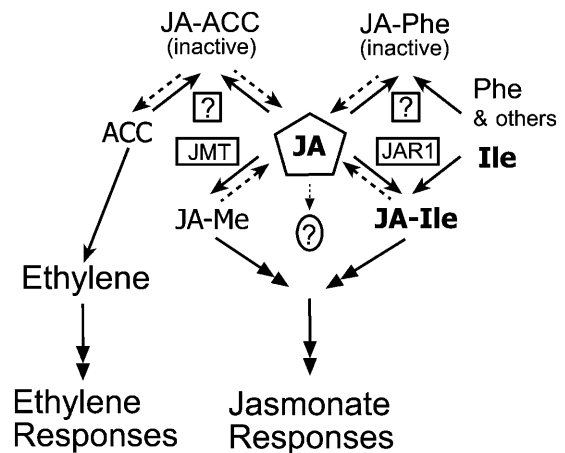 JA-ACC
(inactive)
JA-Phe
(inactive)
?
?
Phe
& others
ACC
JMT
JA
JAR1
Ile
JA-Me
?
JA-Ile
Ethylene
Ethylene
Responses
Jasmonate
Responses